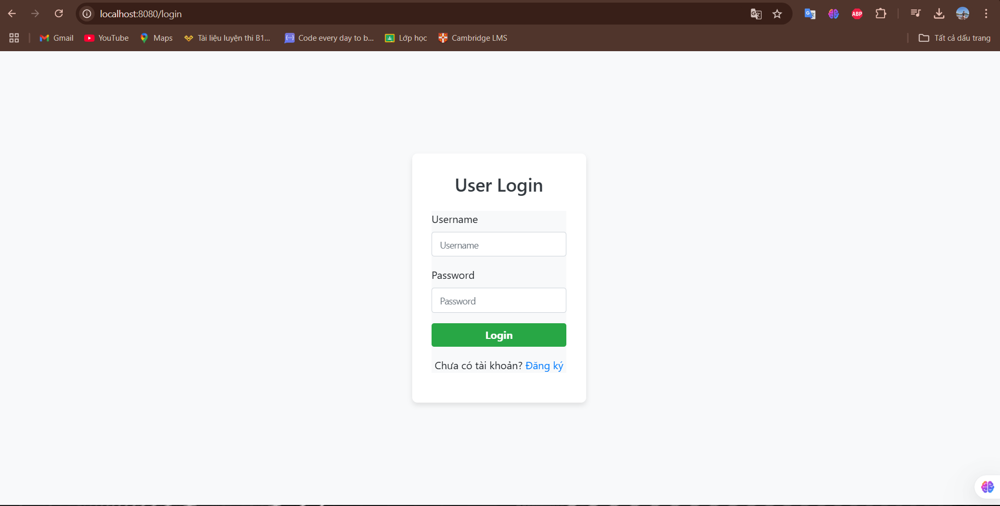 localhost:8080/login
ABP
Gmail
YouTube
Maps
Tài liệu luyện thi B1...
Code every day to b...
Lớp học
Cambridge LMS
Tất cả dấu trang
User Login
Username
Username
Password
Password
Login
Chưa có tài khoản? Đăng ký